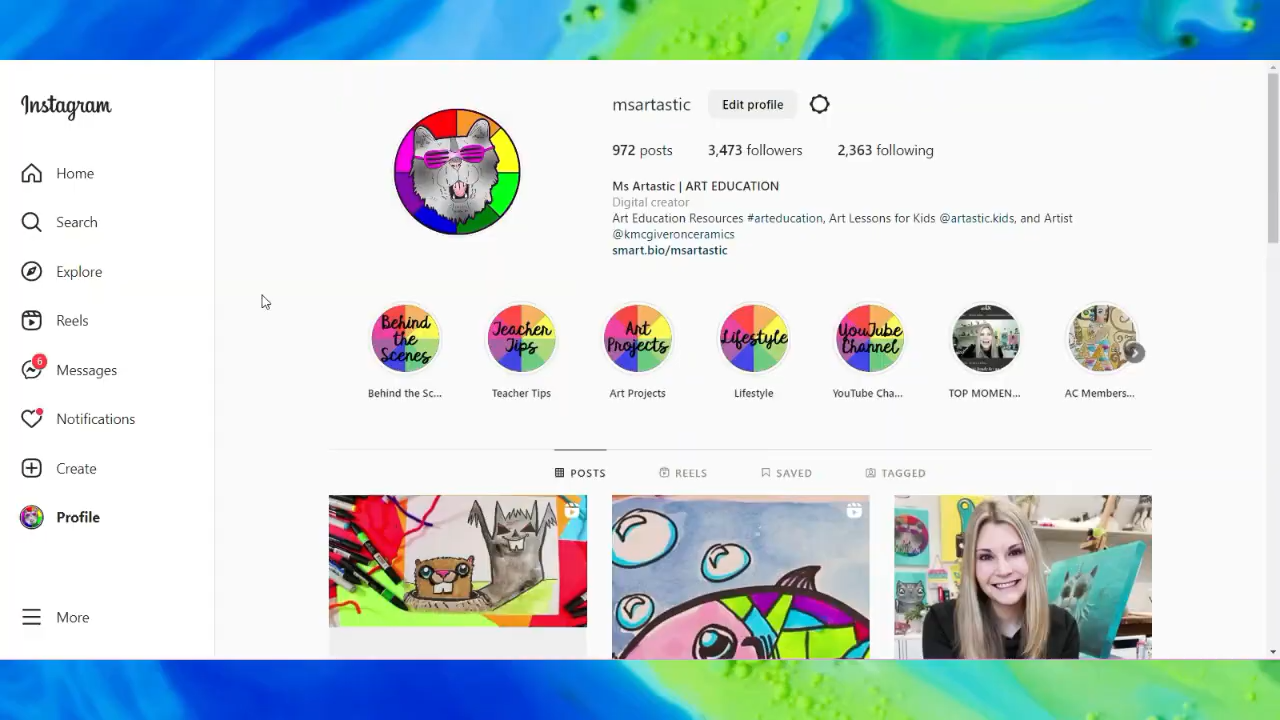 Instagram
Home
Search
Explore
Reels
6
Messages
Notifications
Create
Profile
More
msartastic
Edit profile
972 posts 3,473 followers 2,363 following
Ms Artastic | ART EDUCATION
Digital creator
Art Education Resources #arteducation, Art Lessons for Kids @artastic.kids, and Artist
@kmcgiveronceramics
smart.bio/msartastic
Behind
the
Scenes
Teacher
Tips
Art
Projects
Lifestyle
YouTube
Channel
Behind the Sc...
Teacher Tips
Art Projects
Lifestyle
YouTube Cha...
TOP MOMEN...
AC Members...
POSTS
REELS
SAVED
TAGGED